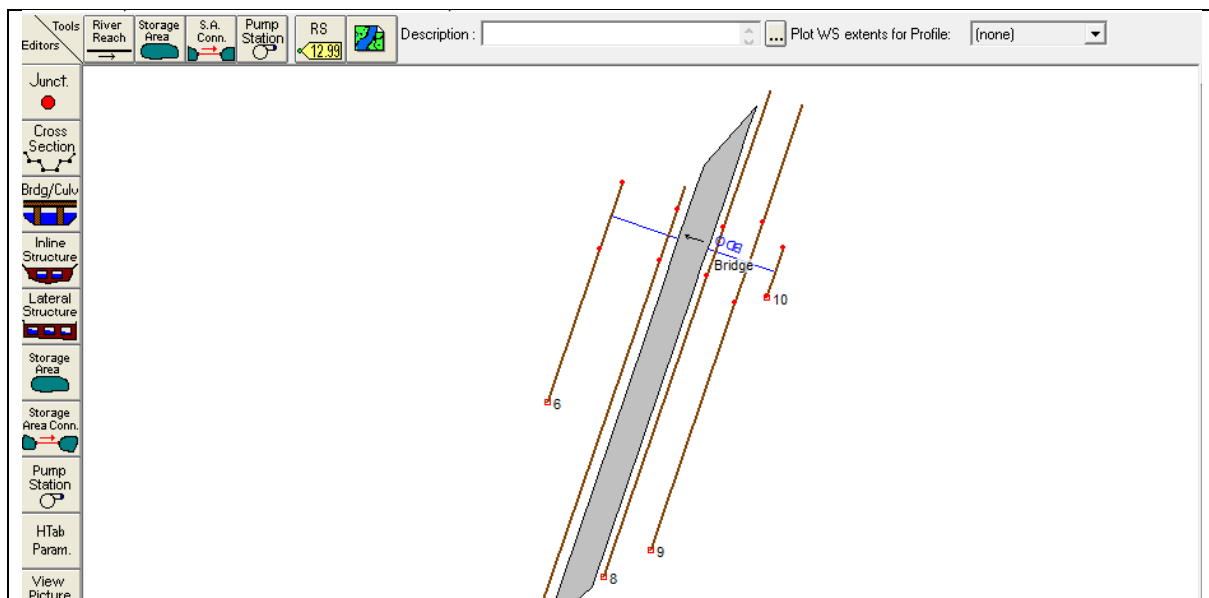 Tools
Editors
River
Reach
Storage
Area
S.A.
Conn.
Pump
Station
RS
12.99
Description :
...
Plot WS extents for Profile:
(none)
Junct.
Cross
Section
Brdg/Culv
Inline
Structure
Lateral
Structure
Storage
Area
Storage
Area Conn.
Pump
Station
HTab
Param.
View
Picture
Bridge
10
6
9
8